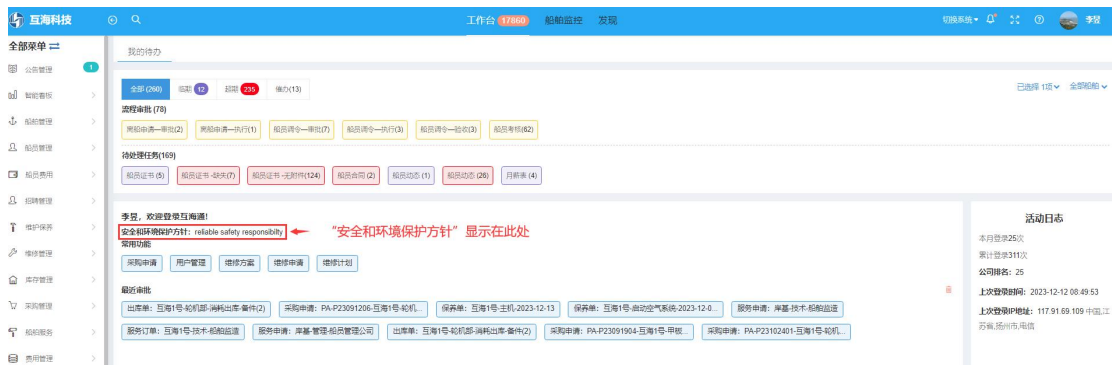 互海科技
工作台 17860 船舶监控 发现
切换系统 李昱
全部菜单
公告管理 1
智能看板
船舶管理
船员管理
船员费用
招聘管理
维护保养
维修管理
库存管理
采购管理
船舶服务
费用管理
我的待办
全部 (260) 临期 12 超期 235 催办(13)
已选择 1项 全部船舶
流程审批 (78)
离船申请—审批(2) 离船申请—执行(1) 船员调令—审批(7) 船员调令—执行(3) 船员调令—验收(3) 船员考核(62)
待处理任务(169)
船员证书 (5) 船员证书 -缺失(7) 船员证书 -无附件(124) 船员合同 (2) 船员动态 (1) 船员动态 (26) 月薪表 (4)
李昱，欢迎登录互海通！
安全和环境保护方针：reliable safety responsibilty
“安全和环境保护方针”显示在此处
常用功能
采购申请 用户管理 维修方案 维修申请 维修计划
最近审批
出库单：互海1号-轮机部-消耗出库-备件(2) 采购申请：PA-P23091206-互海1号-轮机... 保养单：互海1号-主机-2023-12-13 保养单：互海1号-启动空气系统-2023-12-0... 服务申请：岸基-技术-船舶监造
服务订单：互海1号-技术-船舶监造 服务申请：岸基-管理-船员管理公司 出库单：互海1号-轮机部-消耗出库-备件(2) 采购申请：PA-P23091904-互海1号-甲板... 采购申请：PA-P23102401-互海1号-轮机...
活动日志
本月登录25次
累计登录311次
公司排名：25
上次登录时间：2023-12-12 08:49:53
上次登录IP地址：117.91.69.109 中国,江
苏省,扬州市,电信